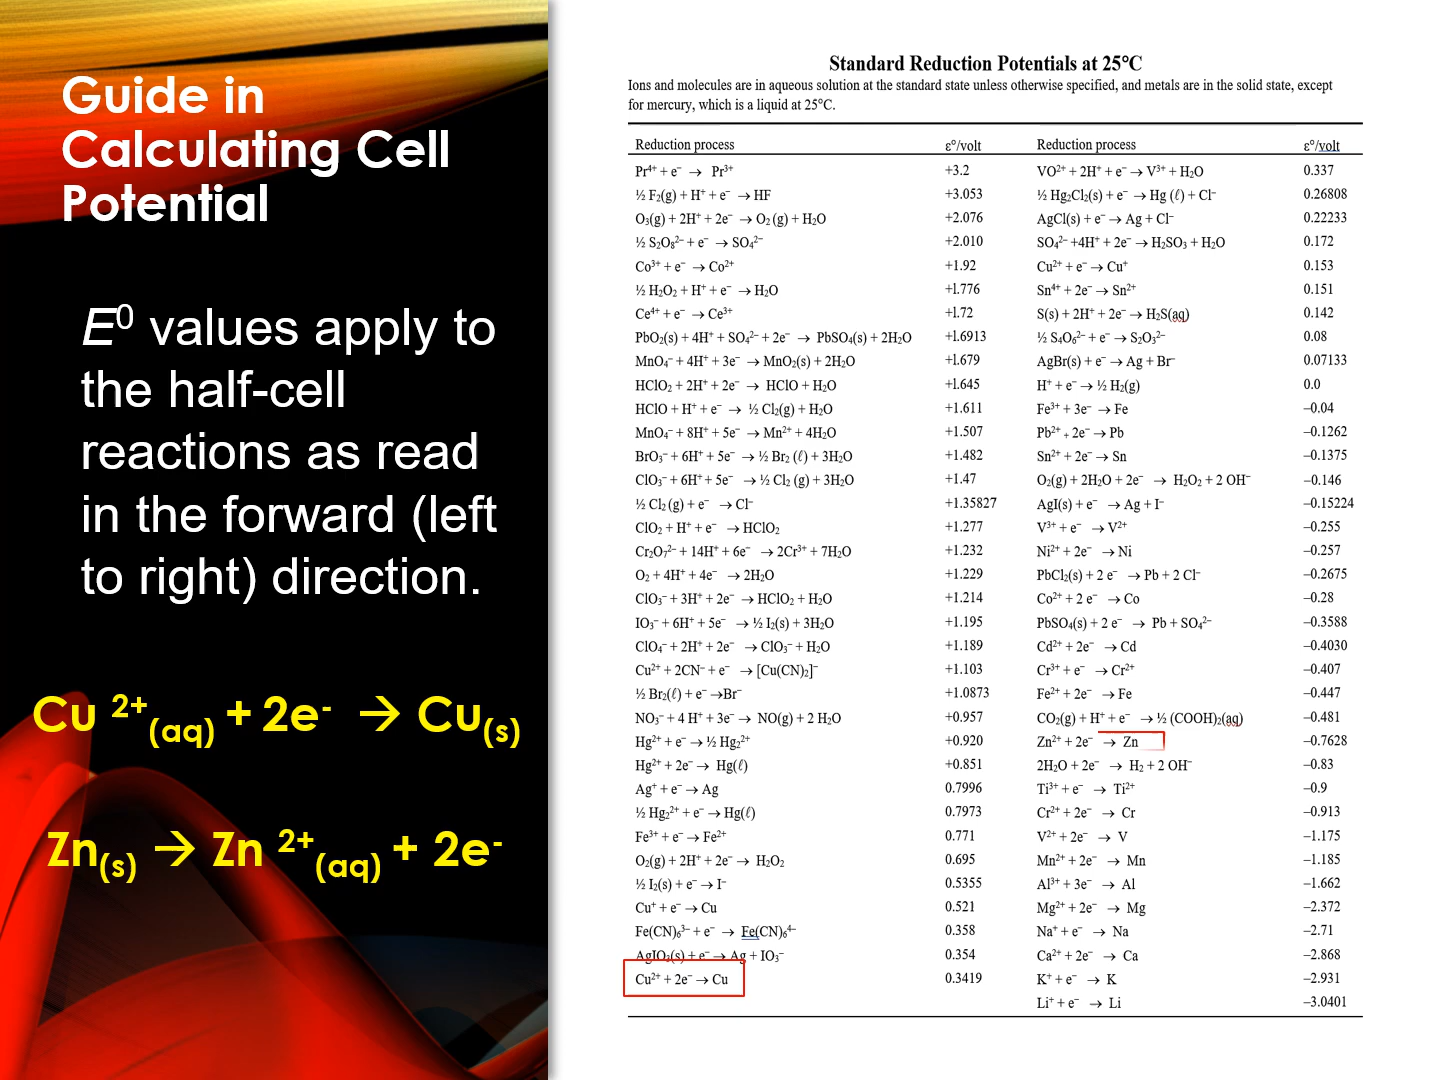 Guide in
Calculating Cell
Potential
E⁰ values apply to
the half-cell
reactions as read
in the forward (left
to right) direction.
Cu ²⁺(aq) + 2e⁻ → Cu(s)
Zn(s) → Zn ²⁺(aq) + 2e⁻
Standard Reduction Potentials at 25°C
Ions and molecules are in aqueous solution at the standard state unless otherwise specified, and metals are in the solid state, except
for mercury, which is a liquid at 25°C.
Reduction process ε°/volt Reduction process ε°/volt
Pr⁴⁺ + e⁻ → Pr³⁺ +3.2 VO²⁺ + 2H⁺ + e⁻ → V³⁺ + H₂O 0.337
½ F₂(g) + H⁺ + e⁻ → HF +3.053 ½ Hg₂Cl₂(s) + e⁻ → Hg (ℓ) + Cl⁻ 0.26808
O₃(g) + 2H⁺ + 2e⁻ → O₂ (g) + H₂O +2.076 AgCl(s) + e⁻ → Ag + Cl⁻ 0.22233
½ S₂O₈²⁻ + e⁻ → SO₄²⁻ +2.010 SO₄²⁻ +4H⁺ + 2e⁻ → H₂SO₃ + H₂O 0.172
Co³⁺ + e⁻ → Co²⁺ +1.92 Cu²⁺ + e⁻ → Cu⁺ 0.153
½ H₂O₂ + H⁺ + e⁻ → H₂O +l.776 Sn⁴⁺ + 2e⁻ → Sn²⁺ 0.151
Ce⁴⁺ + e⁻ → Ce³⁺ +l.72 S(s) + 2H⁺ + 2e⁻ → H₂S(aq) 0.142
PbO₂(s) + 4H⁺ + SO₄²⁻ + 2e⁻ → PbSO₄(s) + 2H₂O +l.6913 ½ S₄O₆²⁻ + e⁻ → S₂O₃²⁻ 0.08
MnO₄⁻ + 4H⁺ + 3e⁻ → MnO₂(s) + 2H₂O +l.679 AgBr(s) + e⁻ → Ag + Br⁻ 0.07133
HClO₂ + 2H⁺ + 2e⁻ → HClO + H₂O +l.645 H⁺ + e⁻ → ½ H₂(g) 0.0
HClO + H⁺ + e⁻ → ½ Cl₂(g) + H₂O +1.611 Fe³⁺ + 3e⁻ → Fe –0.04
MnO₄⁻ + 8H⁺ + 5e⁻ → Mn²⁺ + 4H₂O +1.507 Pb²⁺ + 2e⁻ → Pb –0.1262
BrO₃⁻ + 6H⁺ + 5e⁻ → ½ Br₂ (ℓ) + 3H₂O +1.482 Sn²⁺ + 2e⁻ → Sn –0.1375
ClO₃⁻ + 6H⁺ + 5e⁻ → ½ Cl₂ (g) + 3H₂O +1.47 O₂(g) + 2H₂O + 2e⁻ → H₂O₂ + 2 OH⁻ –0.146
½ Cl₂ (g) + e⁻ → Cl⁻ +1.35827 AgI(s) + e⁻ → Ag + I⁻ –0.15224
ClO₂ + H⁺ + e⁻ → HClO₂ +1.277 V³⁺ + e⁻ → V²⁺ –0.255
Cr₂O₇²⁻ + 14H⁺ + 6e⁻ → 2Cr³⁺ + 7H₂O +1.232 Ni²⁺ + 2e⁻ → Ni –0.257
O₂ + 4H⁺ + 4e⁻ → 2H₂O +1.229 PbCl₂(s) + 2 e⁻ → Pb + 2 Cl⁻ –0.2675
ClO₃⁻ + 3H⁺ + 2e⁻ → HClO₂ + H₂O +1.214 Co²⁺ + 2 e⁻ → Co –0.28
IO₃⁻ + 6H⁺ + 5e⁻ → ½ I₂(s) + 3H₂O +1.195 PbSO₄(s) + 2 e⁻ → Pb + SO₄²⁻ –0.3588
ClO₄⁻ + 2H⁺ + 2e⁻ → ClO₃⁻ + H₂O +1.189 Cd²⁺ + 2e⁻ → Cd –0.4030
Cu²⁺ + 2CN⁻ + e⁻ → [Cu(CN)₂]⁻ +1.103 Cr³⁺ + e⁻ → Cr²⁺ –0.407
½ Br₂(ℓ) + e⁻ →Br⁻ +1.0873 Fe²⁺ + 2e⁻ → Fe –0.447
NO₃⁻ + 4 H⁺ + 3e⁻ → NO(g) + 2 H₂O +0.957 CO₂(g) + H⁺ + e⁻ → ½ (COOH)₂(aq) –0.481
Hg²⁺ + e⁻ → ½ Hg₂²⁺ +0.920 Zn²⁺ + 2e⁻ → Zn –0.7628
Hg²⁺ + 2e⁻ → Hg(ℓ) +0.851 2H₂O + 2e⁻ → H₂ + 2 OH⁻ –0.83
Ag⁺ + e⁻ → Ag 0.7996 Ti³⁺ + e⁻ → Ti²⁺ –0.9
½ Hg₂²⁺ + e⁻ → Hg(ℓ) 0.7973 Cr²⁺ + 2e⁻ → Cr –0.913
Fe³⁺ + e⁻ → Fe²⁺ 0.771 V²⁺ + 2e⁻ → V –1.175
O₂(g) + 2H⁺ + 2e⁻ → H₂O₂ 0.695 Mn²⁺ + 2e⁻ → Mn –1.185
½ I₂(s) + e⁻ → I⁻ 0.5355 Al³⁺ + 3e⁻ → Al –1.662
Cu⁺ + e⁻ → Cu 0.521 Mg²⁺ + 2e⁻ → Mg –2.372
Fe(CN)₆³⁻ + e⁻ → Fe(CN)₆⁴⁻ 0.358 Na⁺ + e⁻ → Na –2.71
AgIO₃(s) + e⁻ → Ag + IO₃⁻ 0.354 Ca²⁺ + 2e⁻ → Ca –2.868
Cu²⁺ + 2e⁻ → Cu 0.3419 K⁺ + e⁻ → K –2.931
Li⁺ + e⁻ → Li –3.0401